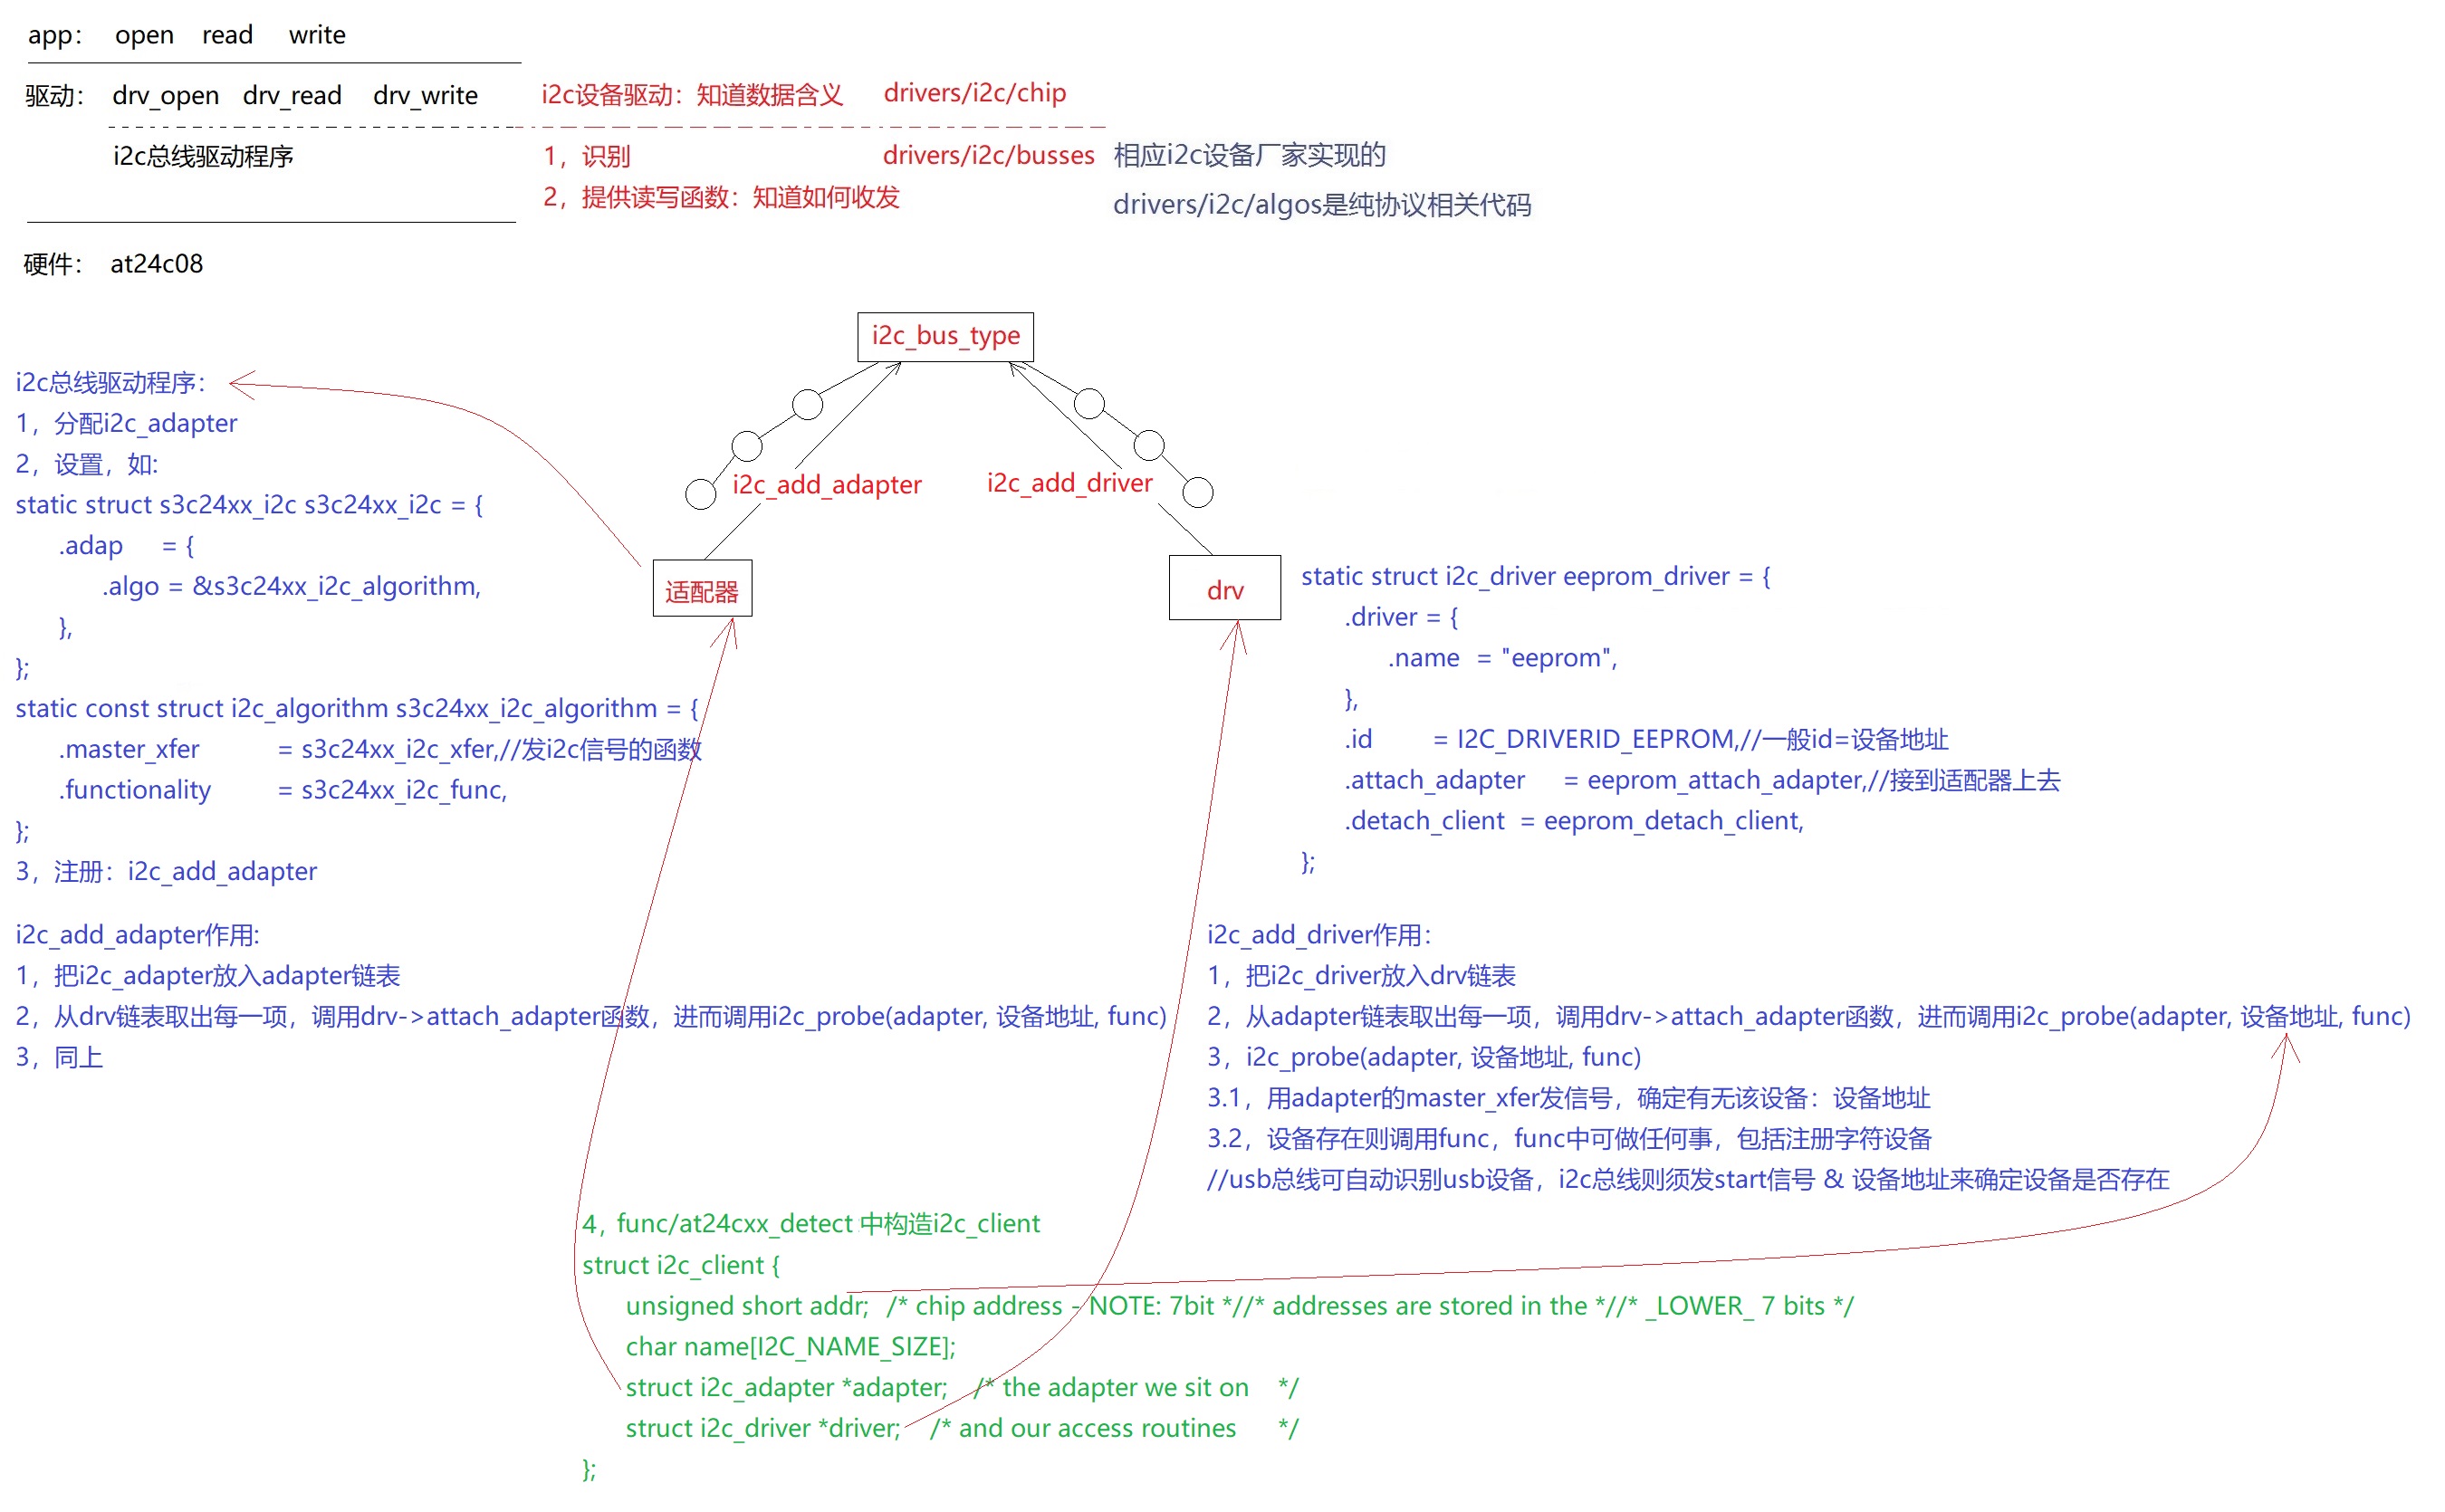 app： open read write
驱动： drv_open drv_read drv_write i2c设备驱动：知道数据含义 drivers/i2c/chip
i2c总线驱动程序 1，识别 drivers/i2c/busses 相应i2c设备厂家实现的
2，提供读写函数：知道如何收发 drivers/i2c/algos是纯协议相关代码
硬件： at24c08
i2c_bus_type
i2c_add_adapter i2c_add_driver
适配器
drv
i2c总线驱动程序：
1，分配i2c_adapter
2，设置，如:
static struct s3c24xx_i2c s3c24xx_i2c = {
.adap = {
.algo = &s3c24xx_i2c_algorithm,
},
};
static const struct i2c_algorithm s3c24xx_i2c_algorithm = {
.master_xfer = s3c24xx_i2c_xfer,//发i2c信号的函数
.functionality = s3c24xx_i2c_func,
};
3，注册：i2c_add_adapter
static struct i2c_driver eeprom_driver = {
.driver = {
.name = "eeprom",
},
.id = I2C_DRIVERID_EEPROM,//一般id=设备地址
.attach_adapter = eeprom_attach_adapter,//接到适配器上去
.detach_client = eeprom_detach_client,
};
i2c_add_adapter作用:
1，把i2c_adapter放入adapter链表
2，从drv链表取出每一项，调用drv->attach_adapter函数，进而调用i2c_probe(adapter, 设备地址, func)
3，同上
i2c_add_driver作用：
1，把i2c_driver放入drv链表
2，从adapter链表取出每一项，调用drv->attach_adapter函数，进而调用i2c_probe(adapter, 设备地址, func)
3，i2c_probe(adapter, 设备地址, func)
3.1，用adapter的master_xfer发信号，确定有无该设备：设备地址
3.2，设备存在则调用func，func中可做任何事，包括注册字符设备
//usb总线可自动识别usb设备，i2c总线则须发start信号 & 设备地址来确定设备是否存在
4，func/at24cxx_detect 中构造i2c_client
struct i2c_client {
unsigned short addr; /* chip address - NOTE: 7bit *//* addresses are stored in the *//* _LOWER_ 7 bits */
char name[I2C_NAME_SIZE];
struct i2c_adapter *adapter; /* the adapter we sit on */
struct i2c_driver *driver; /* and our access routines */
};